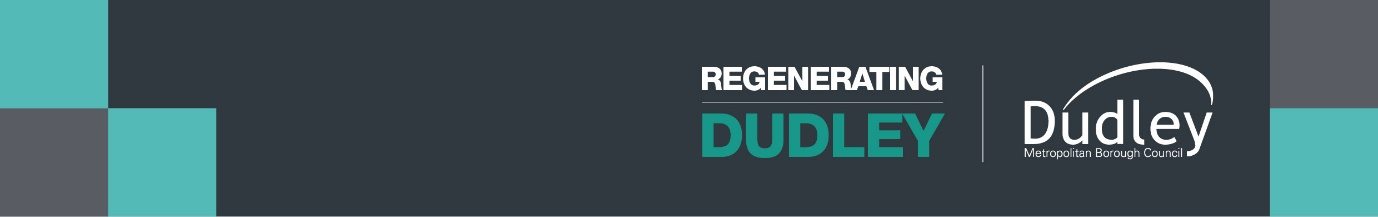 REGENERATING
DUDLEY
Dudley
Metropolitan Borough Council